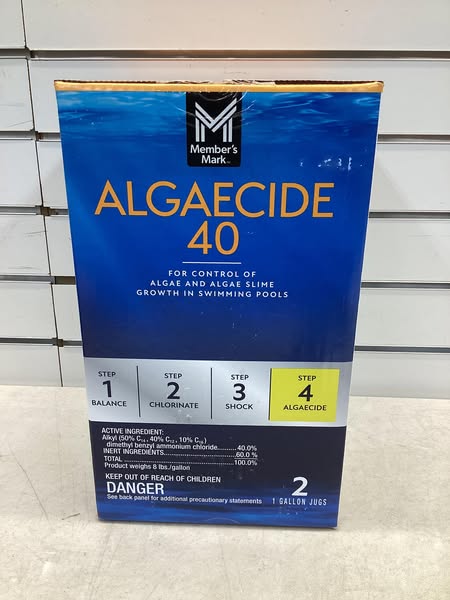 Member's
Mark™
ALGAECIDE
40
FOR CONTROL OF
ALGAE AND ALGAE SLIME
GROWTH IN SWIMMING POOLS
STEP
1
BALANCE
STEP
2
CHLORINATE
STEP
3
SHOCK
STEP
4
ALGAECIDE
ACTIVE INGREDIENT:
Alkyl (50% C₁₄, 40% C₁₂, 10% C₁₆)
dimethyl benzyl ammonium chloride.......40.0%
INERT INGREDIENTS..........................60.0 %
TOTAL .......................................100.0%
Product weighs 8 lbs./gallon
KEEP OUT OF REACH OF CHILDREN
DANGER
See back panel for additional precautionary statements
2
1 GALLON JUGS